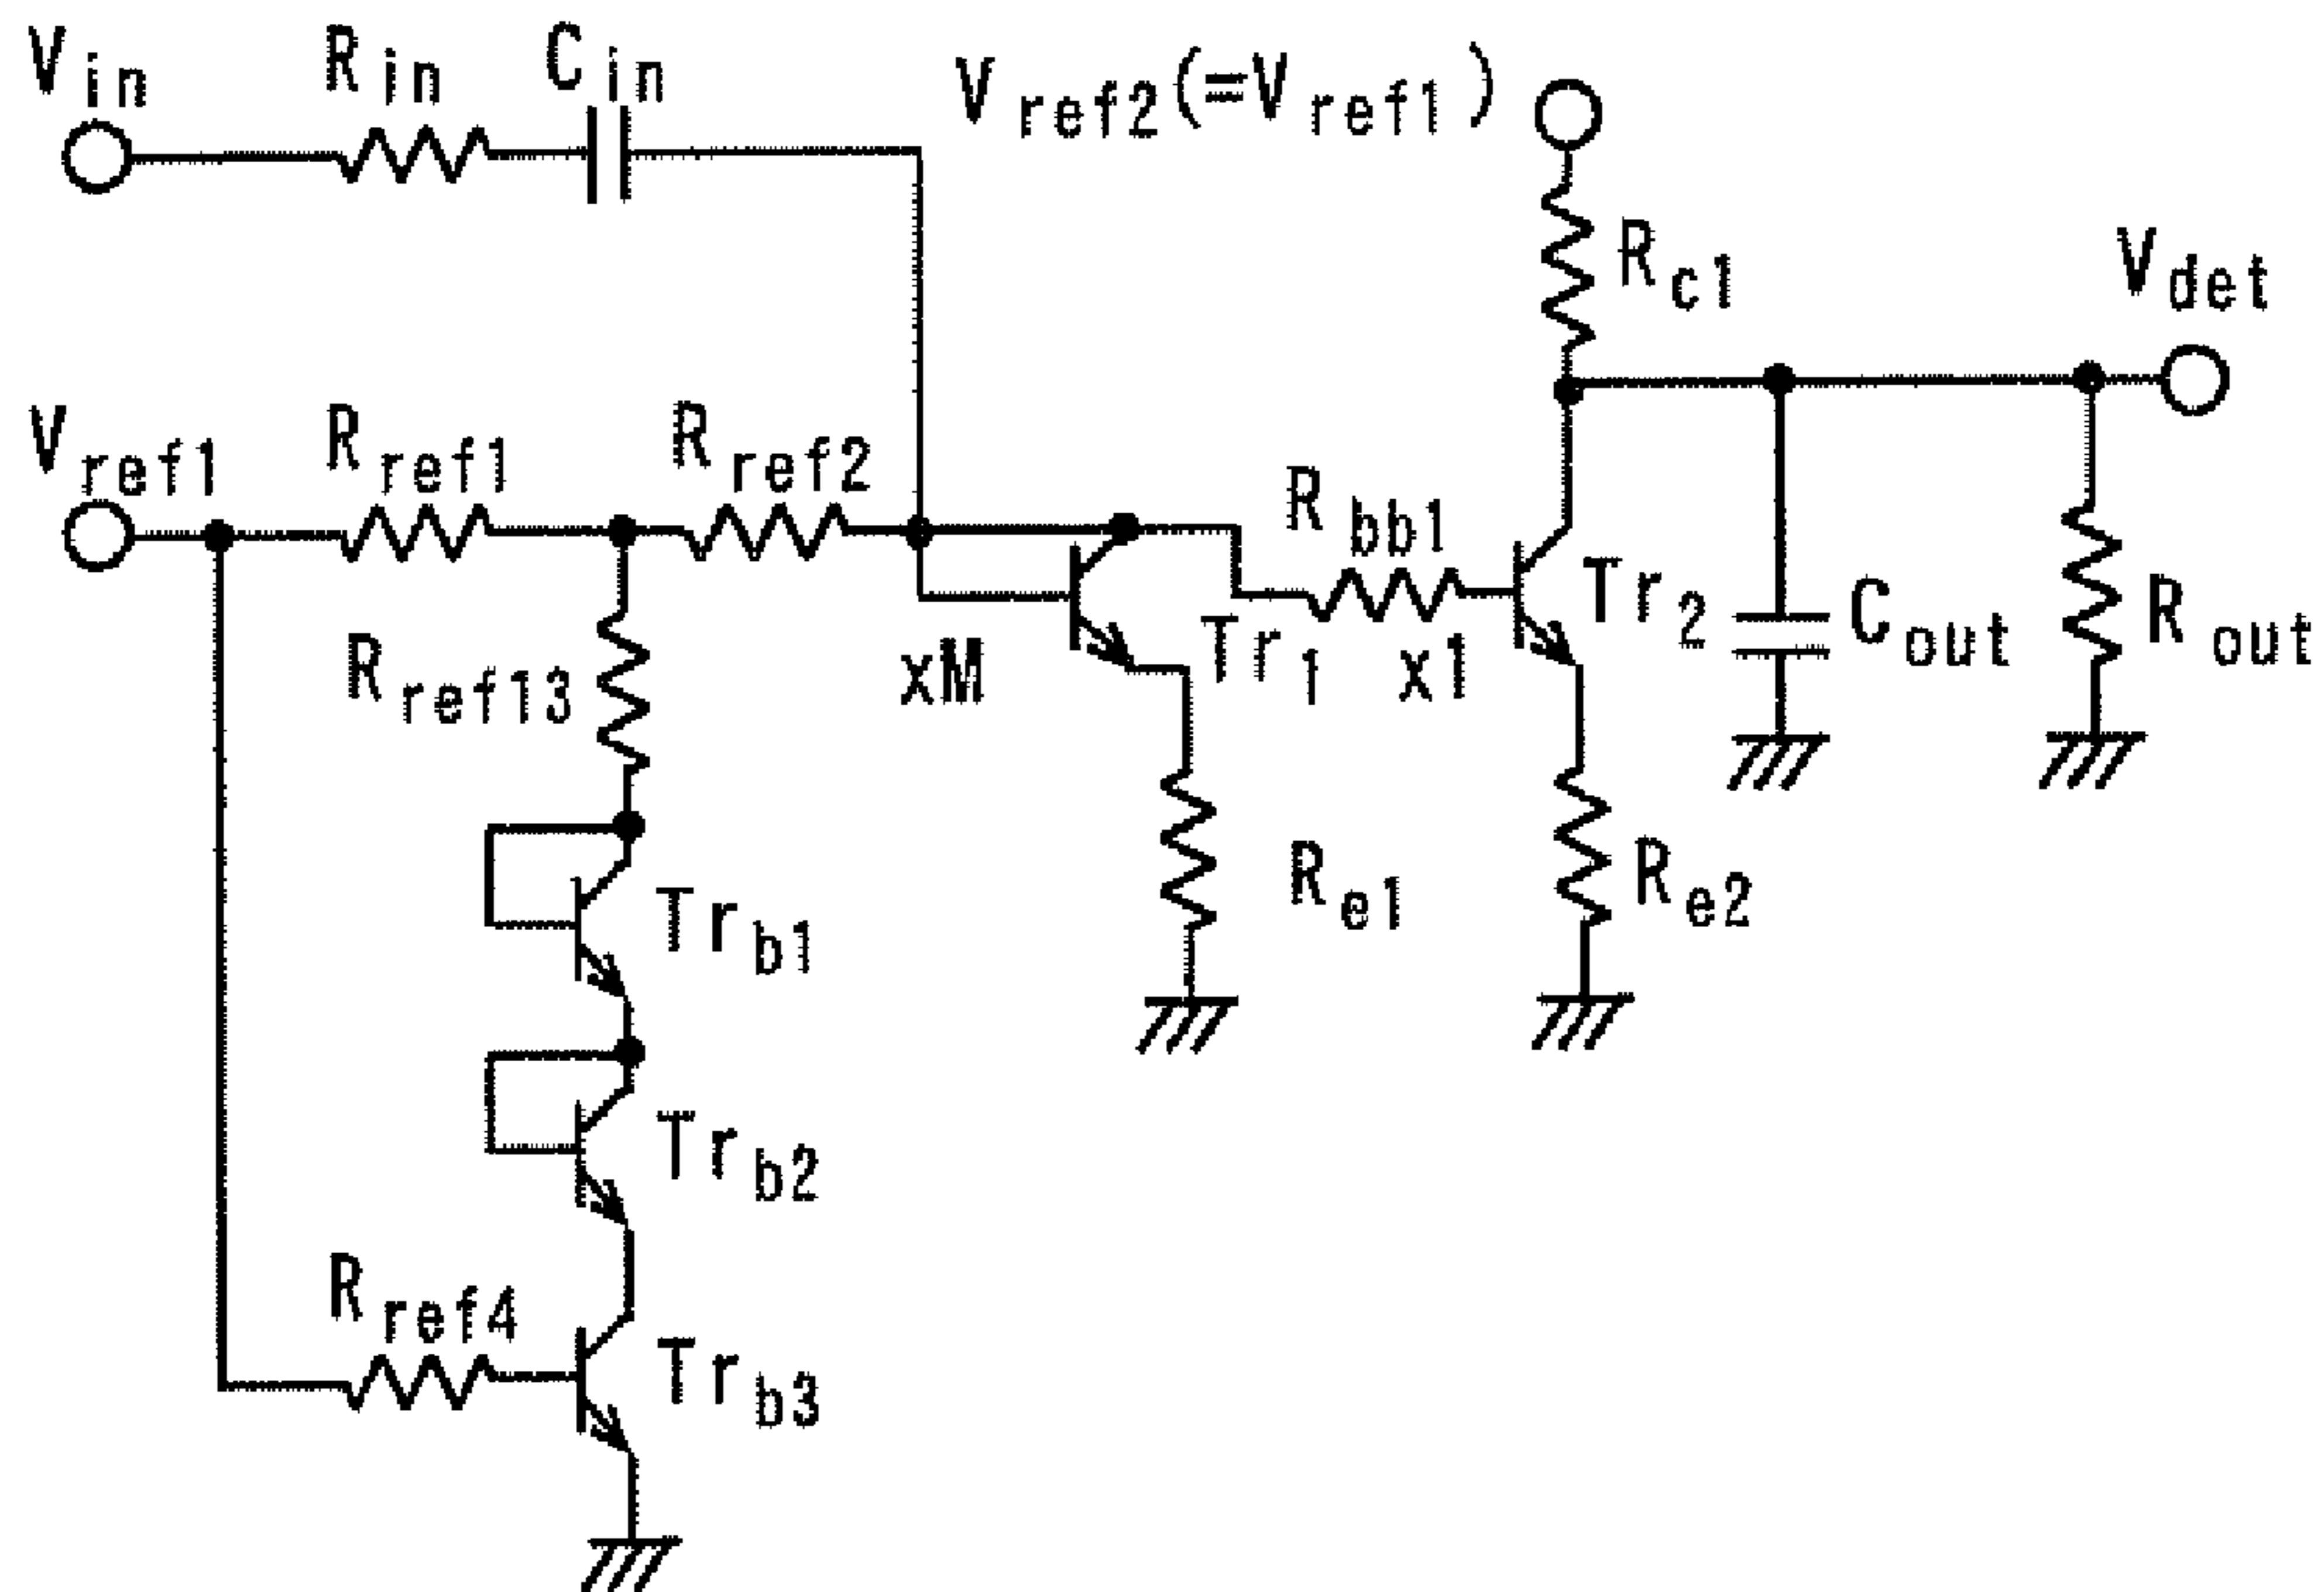 Vin
Rin
Cin
Vref2(=Vref1)
Rc1
Vdet
Vref1
Rref1
Rref2
Rbb1
Tr2
Cout
Rout
Rref13
xM
Tr1
x1
Re1
Re2
Trb1
Trb2
Rref4
Trb3